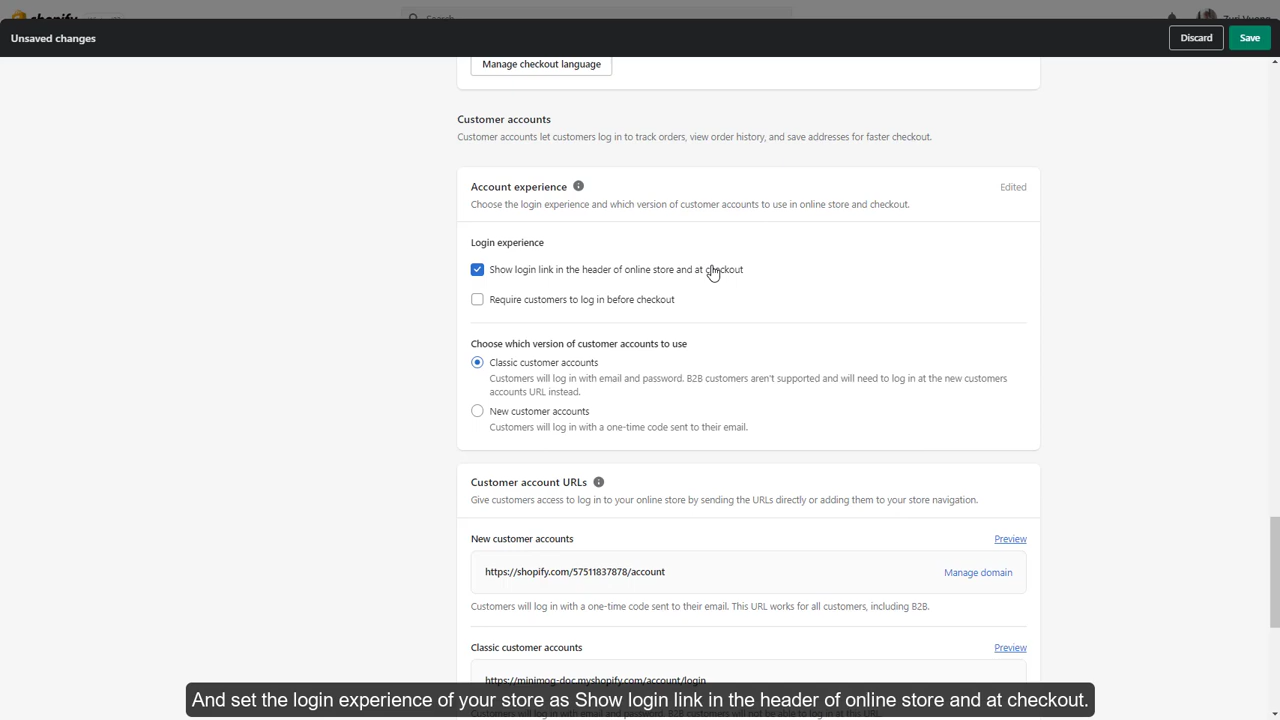 Unsaved changes
Discard
Save
Manage checkout language
Customer accounts
Customer accounts let customers log in to track orders, view order history, and save addresses for faster checkout.
Account experience
Edited
Choose the login experience and which version of customer accounts to use in online store and checkout.
Login experience
Show login link in the header of online store and at checkout
Require customers to log in before checkout
Choose which version of customer accounts to use
Classic customer accounts
Customers will log in with email and password. B2B customers aren't supported and will need to log in at the new customers
accounts URL instead.
New customer accounts
Customers will log in with a one-time code sent to their email.
Customer account URLs
Give customers access to log in to your online store by sending the URLs directly or adding them to your store navigation.
New customer accounts
Preview
https://shopify.com/57511837878/account
Manage domain
Customers will log in with a one-time code sent to their email. This URL works for all customers, including B2B.
Classic customer accounts
Preview
https://minimog-doc.myshopify.com/account/login
And set the login experience of your store as Show login link in the header of online store and at checkout.